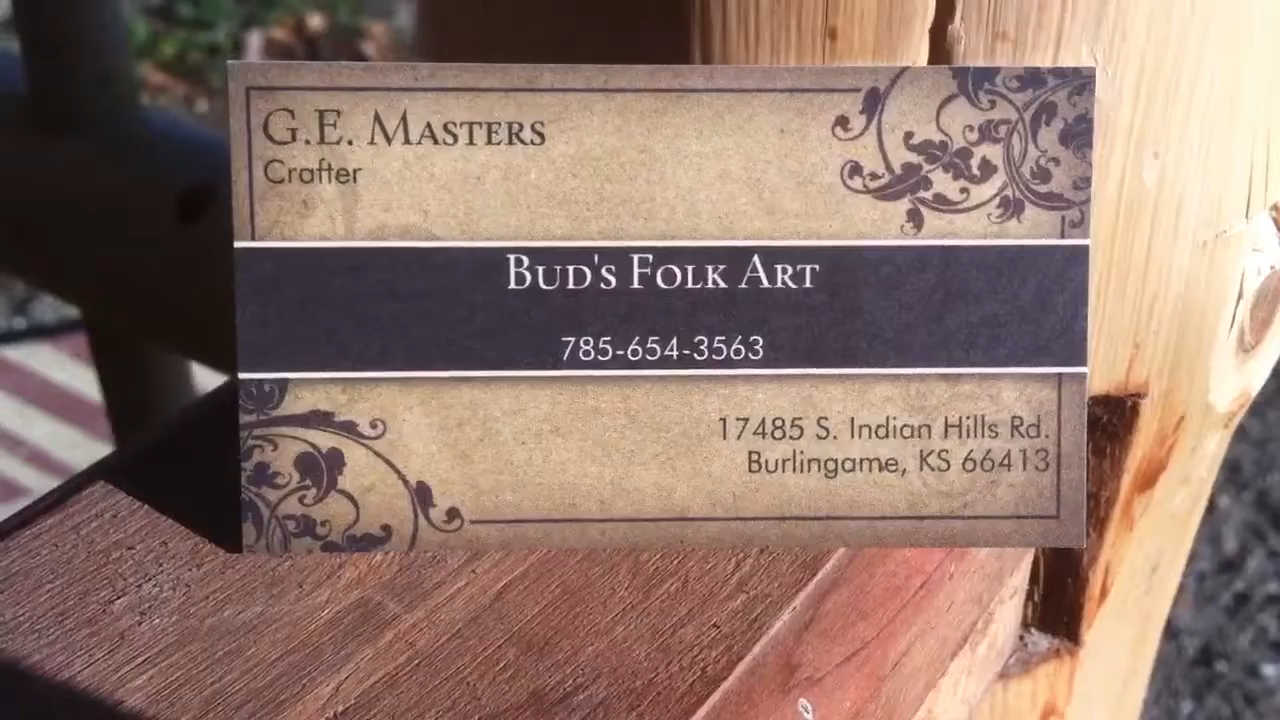 G.E. Masters
Crafter
Bud's Folk Art
785-654-3563
17485 S. Indian Hills Rd.
Burlingame, KS 66413